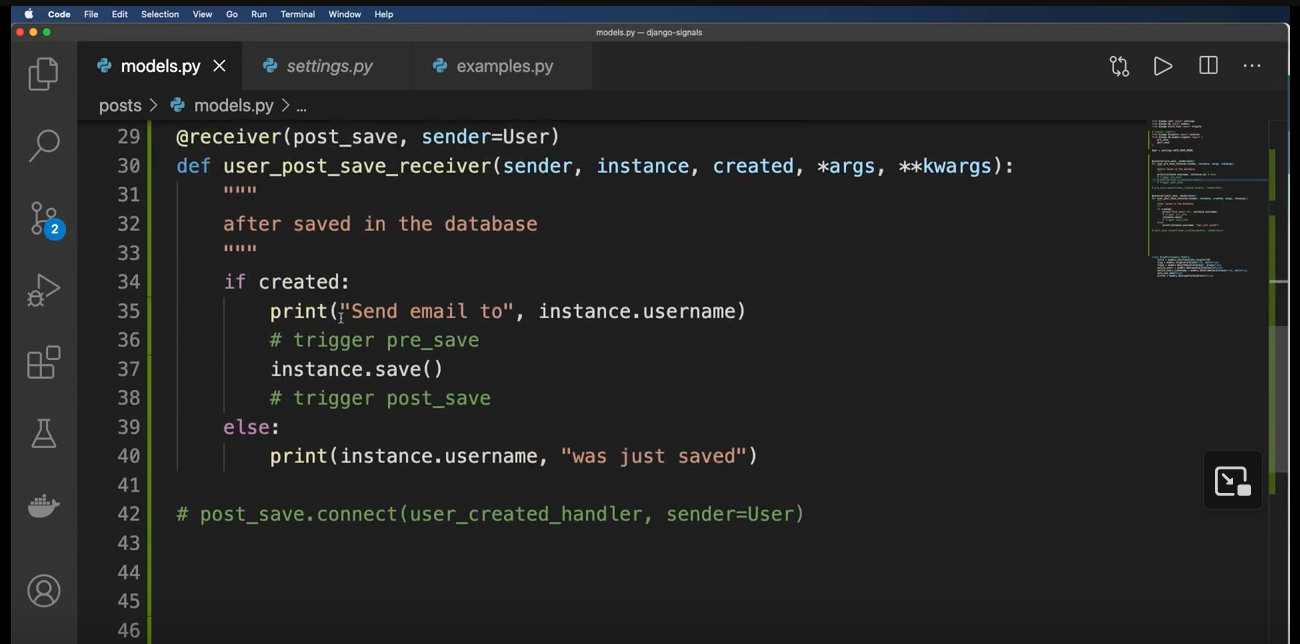 Code File Edit Selection View Go Run Terminal Window Help
models.py — django-signals
models.py settings.py examples.py
posts > models.py > ...
29 @receiver(post_save, sender=User)
30 def user_post_save_receiver(sender, instance, created, *args, **kwargs):
31 """
32 after saved in the database
33 """
34 if created:
35 print("Send email to", instance.username)
36 # trigger pre_save
37 instance.save()
38 # trigger post_save
39 else:
40 print(instance.username, "was just saved")
41
42 # post_save.connect(user_created_handler, sender=User)
43
44
45
46
2